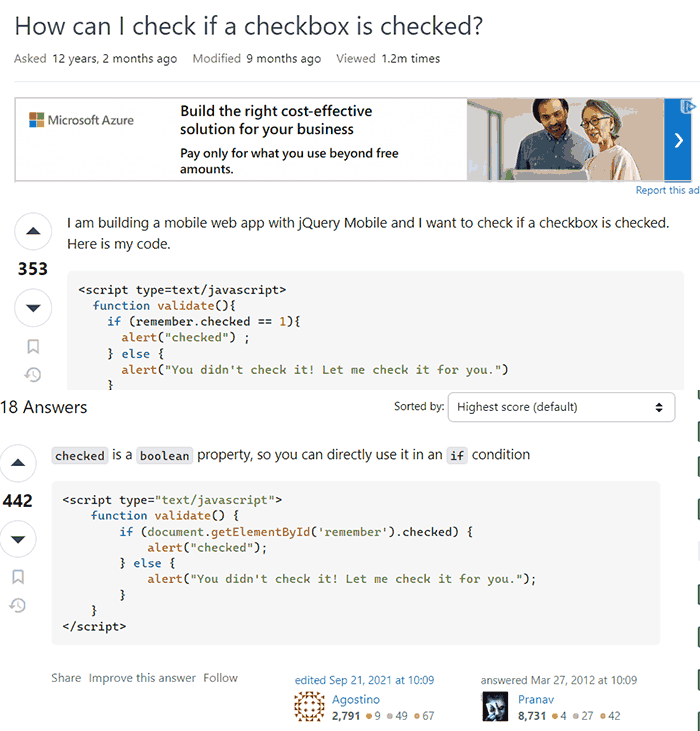 How can I check if a checkbox is checked?
Asked 12 years, 2 months ago Modified 9 months ago Viewed 1.2m times
Microsoft Azure
Build the right cost-effective
solution for your business
Pay only for what you use beyond free
amounts.
Report this ad
I am building a mobile web app with jQuery Mobile and I want to check if a checkbox is checked.
Here is my code.
353
<script type=text/javascript>
function validate(){
if (remember.checked == 1){
alert("checked") ;
} else {
alert("You didn't check it! Let me check it for you.")
}
18 Answers
Sorted by: Highest score (default)
442
checked is a boolean property, so you can directly use it in an if condition
<script type="text/javascript">
function validate() {
if (document.getElementById('remember').checked) {
alert("checked");
} else {
alert("You didn't check it! Let me check it for you.");
}
}
</script>
Share Improve this answer Follow
edited Sep 21, 2021 at 10:09
Agostino
2,791 9 49 67
answered Mar 27, 2012 at 10:09
Pranav
8,731 4 27 42